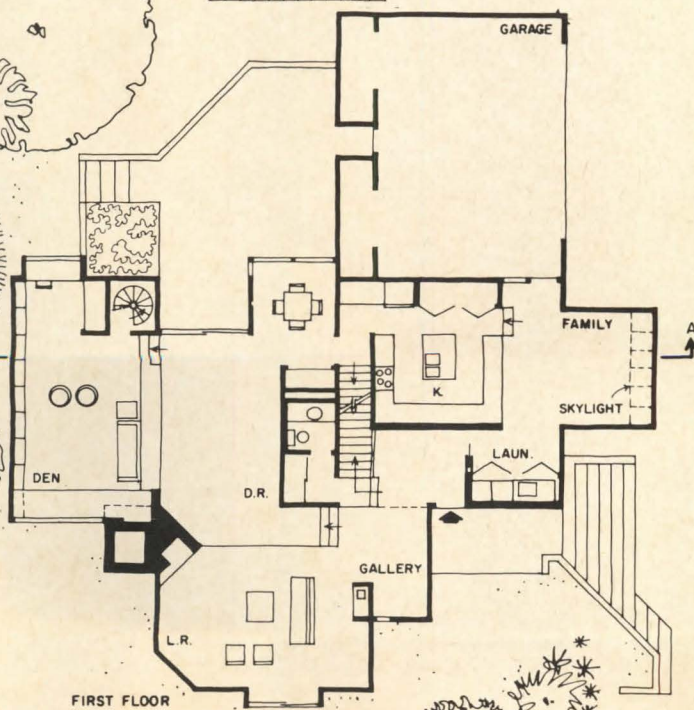 GARAGE
FAMILY
A
K.
SKYLIGHT
LAUN.
DEN
D.R.
GALLERY
L.R.
FIRST FLOOR